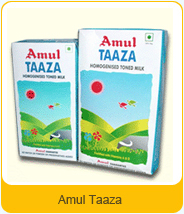 Amul
TAAZA
HOMOGENISED TONED MILK
Amul
TAAZA
HOMOGENISED TONED MILK
Amul Taaza